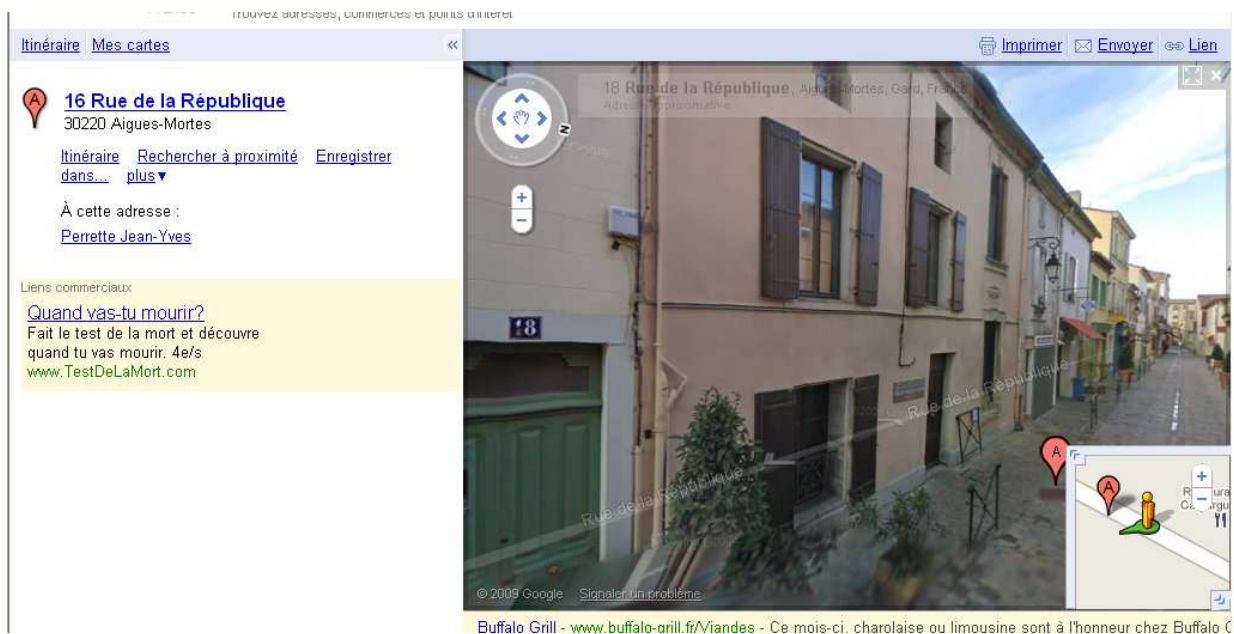 Trouvez adresses, commerces et points d'intérêt
Itinéraire Mes cartes «
Imprimer Envoyer Lien
A
16 Rue de la République
30220 Aigues-Mortes
Itinéraire Rechercher à proximité Enregistrer
dans... plus▼
À cette adresse :
Perrette Jean-Yves
Liens commerciaux
Quand vas-tu mourir?
Fait le test de la mort et découvre
quand tu vas mourir. 4e/s
www.TestDeLaMort.com
18 Rue de la République, Aigues-Mortes, Gard, France
Adresse approximative
N
18
Rue de la République
Rue de la République
A
A
© 2009 Google Signaler un problème
Buffalo Grill - www.buffalo-grill.fr/Viandes - Ce mois-ci, charolaise ou limousine sont à l'honneur chez Buffalo